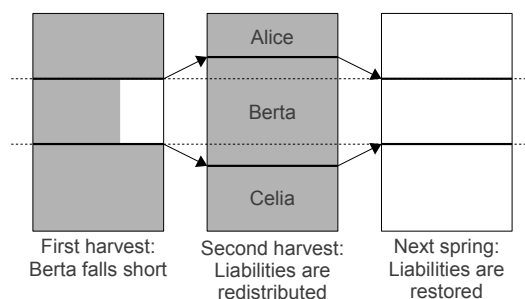 Alice
Berta
Celia
First harvest:
Berta falls short
Second harvest:
Liabilities are
redistributed
Next spring:
Liabilities are
restored